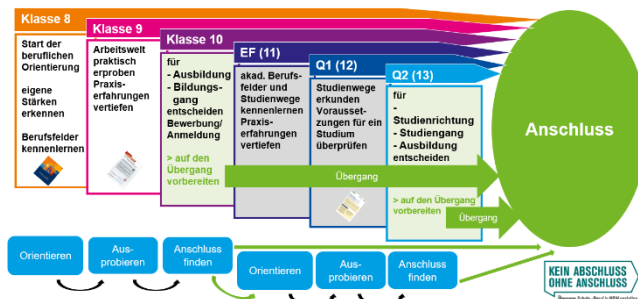 Klasse 8
Start der
beruflichen
Orientierung
eigene
Stärken
erkennen
Berufsfelder
kennenlernen
Klasse 9
Arbeitswelt
praktisch
erproben
Praxis-
erfahrungen
vertiefen
Klasse 10
für
- Ausbildung
- Bildungs-
gang
entscheiden
Bewerbung/
Anmeldung
> auf den
Übergang
vorbereiten
EF (11)
akad. Berufs-
felder und
Studienwege
kennenlernen
Praxis-
erfahrungen
vertiefen
Q1 (12)
Studienwege
erkunden
Vorausset-
zungen für ein
Studium
überprüfen
Q2 (13)
für
-
Studienrichtung
- Studiengang
- Ausbildung
entscheiden
> auf den Übergang
vorbereiten
Übergang
Übergang
Anschluss
Orientieren
Aus-
probieren
Anschluss
finden
Orientieren
Aus-
probieren
Anschluss
finden
KEIN ABSCHLUSS
OHNE ANSCHLUSS